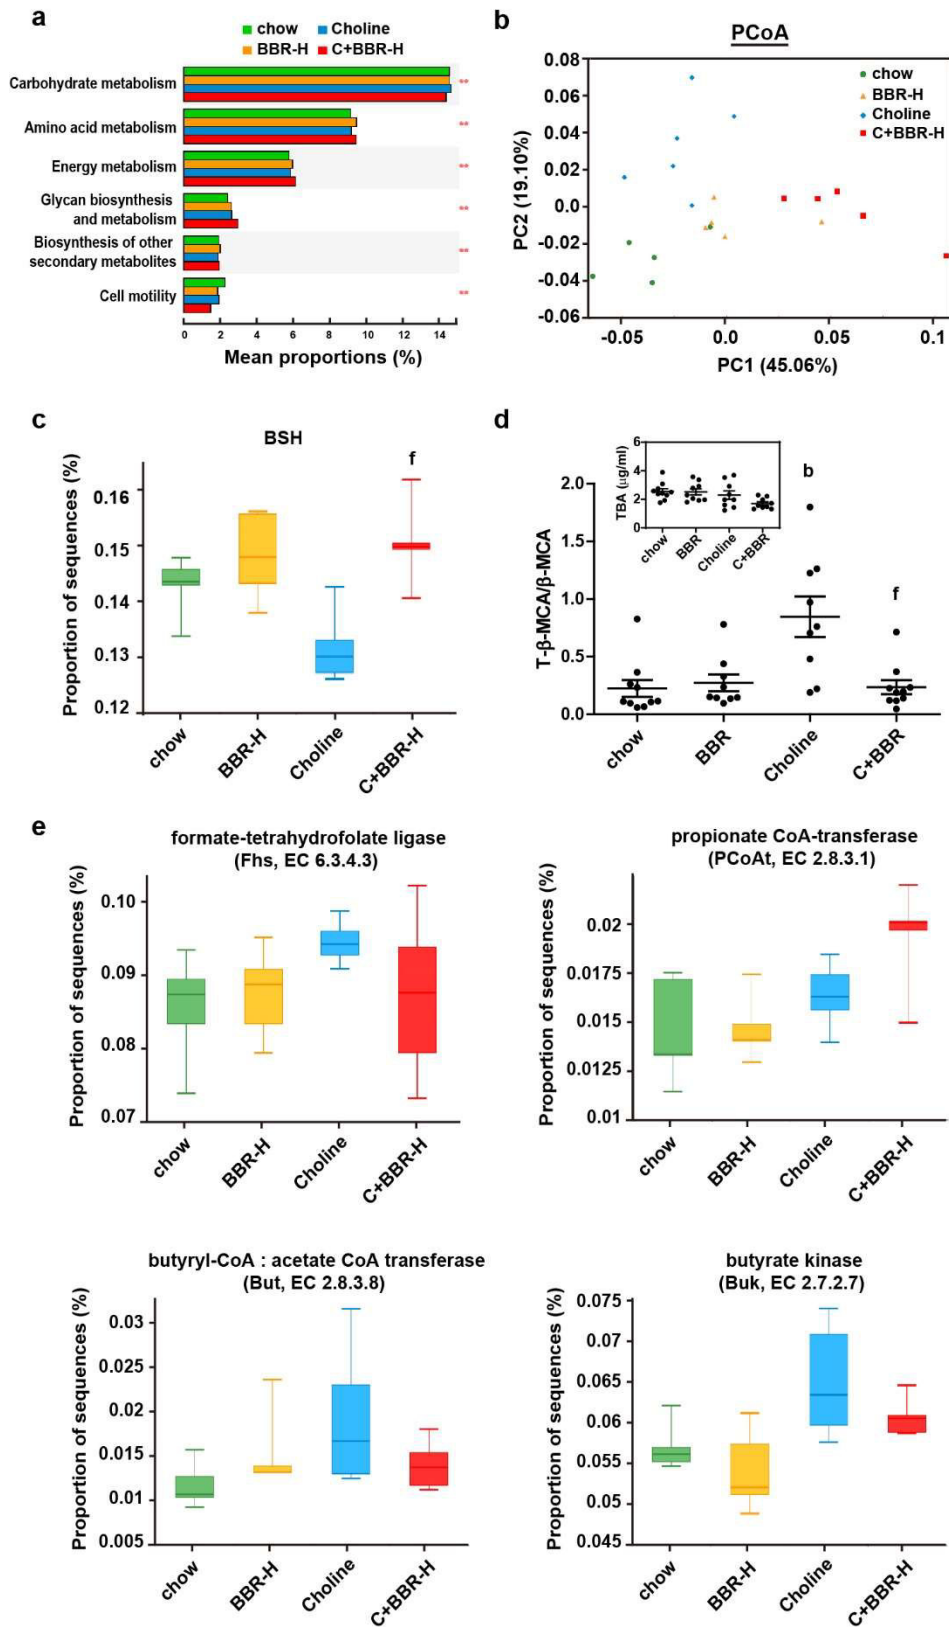 a
chow
Choline
BBR-H
C+BBR-H
Carbohydrate metabolism
**
Amino acid metabolism
**
Energy metabolism
**
Glycan biosynthesis
and metabolism
**
Biosynthesis of other
secondary metabolites
**
Cell motility
**
0 2 4 6 8 10 12 14
Mean proportions (%)
b
PCoA
chow
BBR-H
Choline
C+BBR-H
PC2 (19.10%)
0.08
0.06
0.04
0.02
0.0
-0.02
-0.04
-0.06
-0.05 0.0 0.05 0.1
PC1 (45.06%)
c
BSH
f
Proportion of sequences (%)
0.16
0.15
0.14
0.13
0.12
chow BBR-H Choline C+BBR-H
d
TBA (μg/ml)
6
4
2
0
chow BBR Choline C+BBR
b
f
T-β-MCA/β-MCA
2.0
1.5
1.0
0.5
0.0
chow BBR Choline C+BBR
e
formate-tetrahydrofolate ligase
(Fhs, EC 6.3.4.3)
Proportion of sequences (%)
0.10
0.09
0.08
0.07
chow BBR-H Choline C+BBR-H
propionate CoA-transferase
(PCoAt, EC 2.8.3.1)
Proportion of sequences (%)
0.02
0.0175
0.015
0.0125
0.01
chow BBR-H Choline C+BBR-H
butyryl-CoA : acetate CoA transferase
(But, EC 2.8.3.8)
Proportion of sequences (%)
0.03
0.025
0.02
0.015
0.01
0.005
chow BBR-H Choline C+BBR-H
butyrate kinase
(Buk, EC 2.7.2.7)
Proportion of sequences (%)
0.075
0.07
0.065
0.06
0.055
0.05
0.045
chow BBR-H Choline C+BBR-H